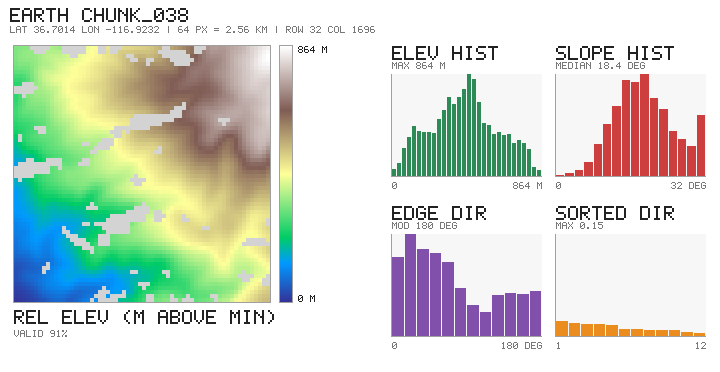 EARTH CHUNK_038
LAT 36.7014 LON -116.9232 | 64 PX = 2.56 KM | ROW 32 COL 1696
864 M
0 M
REL ELEV (M ABOVE MIN)
VALID 91%
ELEV HIST
MAX 864 M
0 864 M
SLOPE HIST
MEDIAN 18.4 DEG
0 32 DEG
EDGE DIR
MOD 180 DEG
0 180 DEG
SORTED DIR
MAX 0.15
1 12